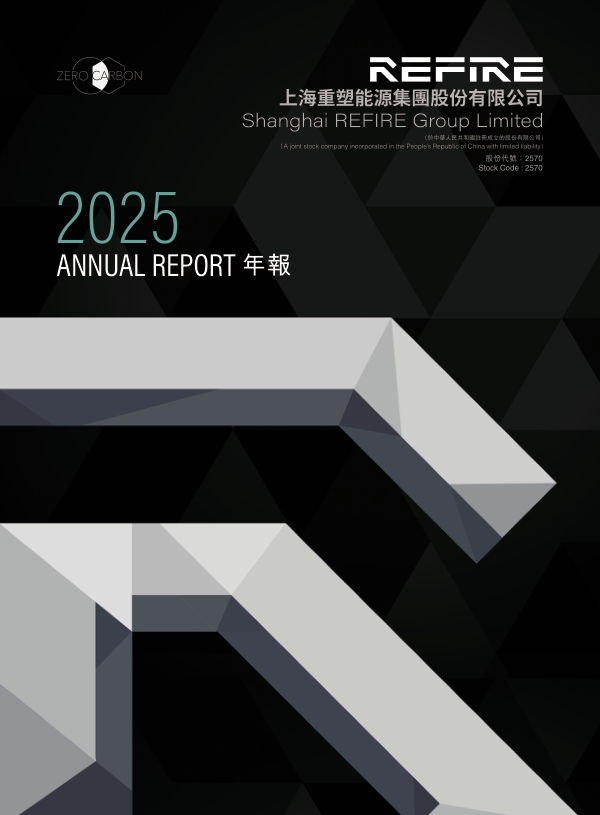 ZERO CARBON
REFIRE
上海重塑能源集團股份有限公司
Shanghai REFIRE Group Limited
(於中華人民共和國註冊成立的股份有限公司)
(A joint stock company incorporated in the People's Republic of China with limited liability)
股份代號：2570
Stock Code : 2570
2025
ANNUAL REPORT 年報